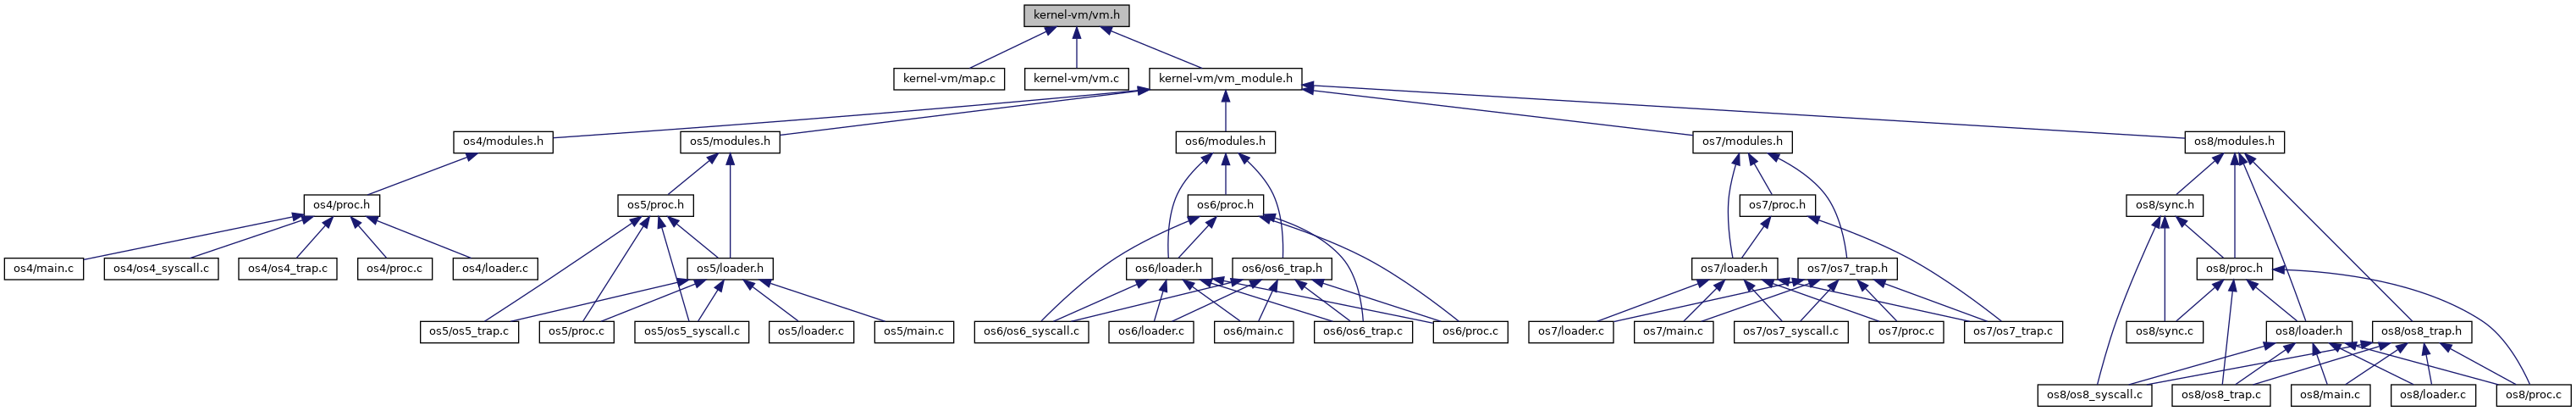 kernel-vm/vm.h
kernel-vm/map.c
kernel-vm/vm.c
kernel-vm/vm_module.h
os4/modules.h
os5/modules.h
os6/modules.h
os7/modules.h
os8/modules.h
os4/proc.h
os5/proc.h
os6/proc.h
os7/proc.h
os8/sync.h
os4/main.c
os4/os4_syscall.c
os4/os4_trap.c
os4/proc.c
os4/loader.c
os5/loader.h
os6/loader.h
os6/os6_trap.h
os7/loader.h
os7/os7_trap.h
os8/proc.h
os5/os5_trap.c
os5/proc.c
os5/os5_syscall.c
os5/loader.c
os5/main.c
os6/os6_syscall.c
os6/loader.c
os6/main.c
os6/os6_trap.c
os6/proc.c
os7/loader.c
os7/main.c
os7/os7_syscall.c
os7/proc.c
os7/os7_trap.c
os8/sync.c
os8/loader.h
os8/os8_trap.h
os8/os8_syscall.c
os8/os8_trap.c
os8/main.c
os8/loader.c
os8/proc.c